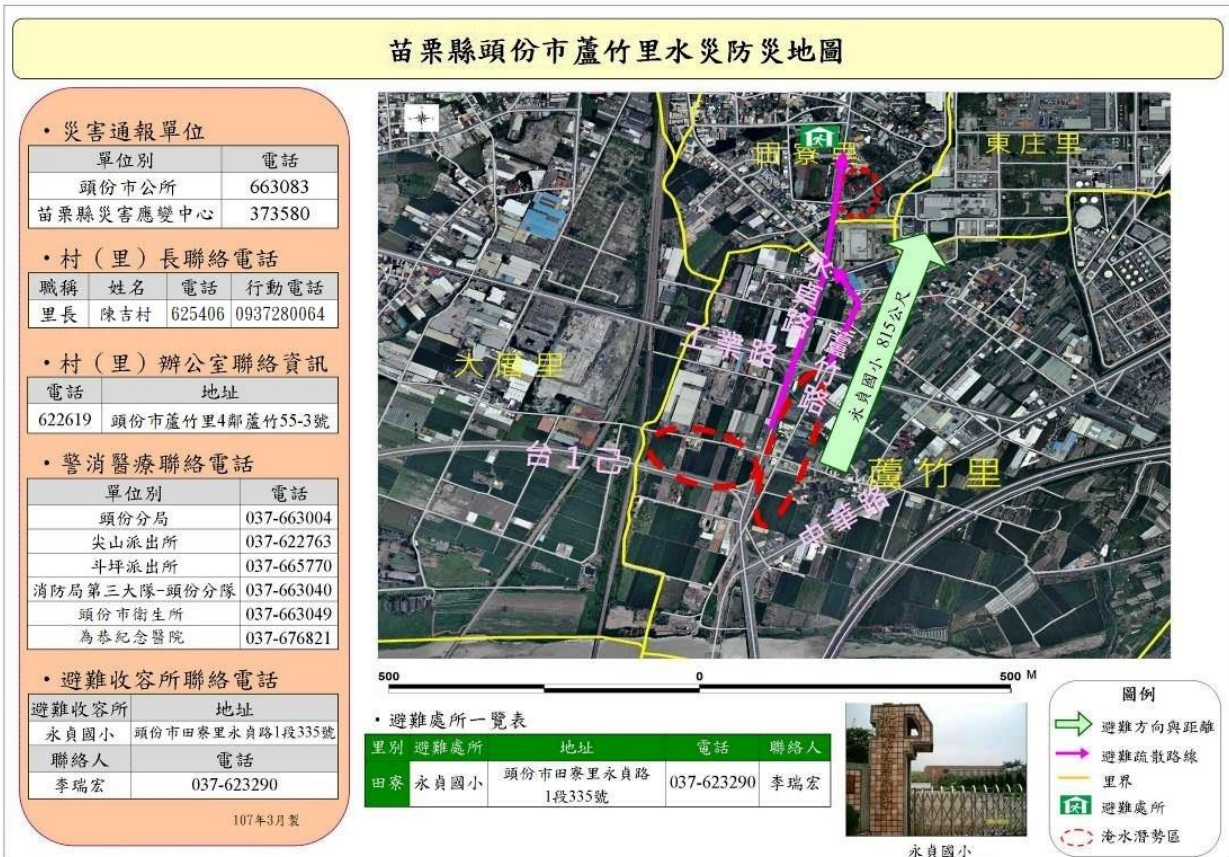 苗栗縣頭份市蘆竹里水災防災地圖
・災害通報單位
單位別 電話
頭份市公所 663083
苗栗縣災害應變中心 373580
・村（里）長聯絡電話
職稱 姓名 電話 行動電話
里長 陳吉村 625406 0937280064
・村（里）辦公室聯絡資訊
電話 地址
622619 頭份市蘆竹里4鄰蘆竹55-3號
・警消醫療聯絡電話
單位別 電話
頭份分局 037-663004
尖山派出所 037-622763
斗坪派出所 037-665770
消防局第三大隊-頭份分隊 037-663040
頭份市衛生所 037-663049
為恭紀念醫院 037-676821
・避難收容所聯絡電話
避難收容所 地址
永貞國小 頭份市田寮里永貞路1段335號
聯絡人 電話
李瑞宏 037-623290
107年3月製
田寮里
東庄里
永貞路
工業路
蘆竹路
大厝里
永貞國小 815公尺
台1己
蘆竹里
中華路
500 0 500 M
・避難處所一覽表
里別 避難處所 地址 電話 聯絡人
田寮 永貞國小 頭份市田寮里永貞路 037-623290 李瑞宏
1段335號
永貞國小
圖例
避難方向與距離
避難疏散路線
里界
避難處所
淹水潛勢區